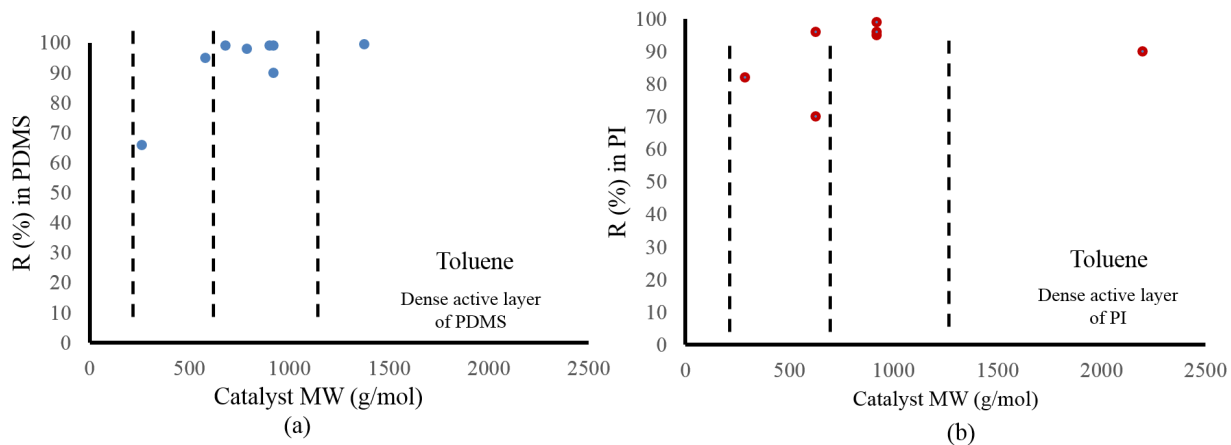 R (%) in PDMS
100
90
80
70
60
50
40
30
20
10
0
0 500 1000 1500 2000 2500
Toluene
Dense active layer
of PDMS
Catalyst MW (g/mol)
(a)
R (%) in PI
100
90
80
70
60
50
40
30
20
10
0
0 500 1000 1500 2000 2500
Toluene
Dense active layer
of PI
Catalyst MW (g/mol)
(b)